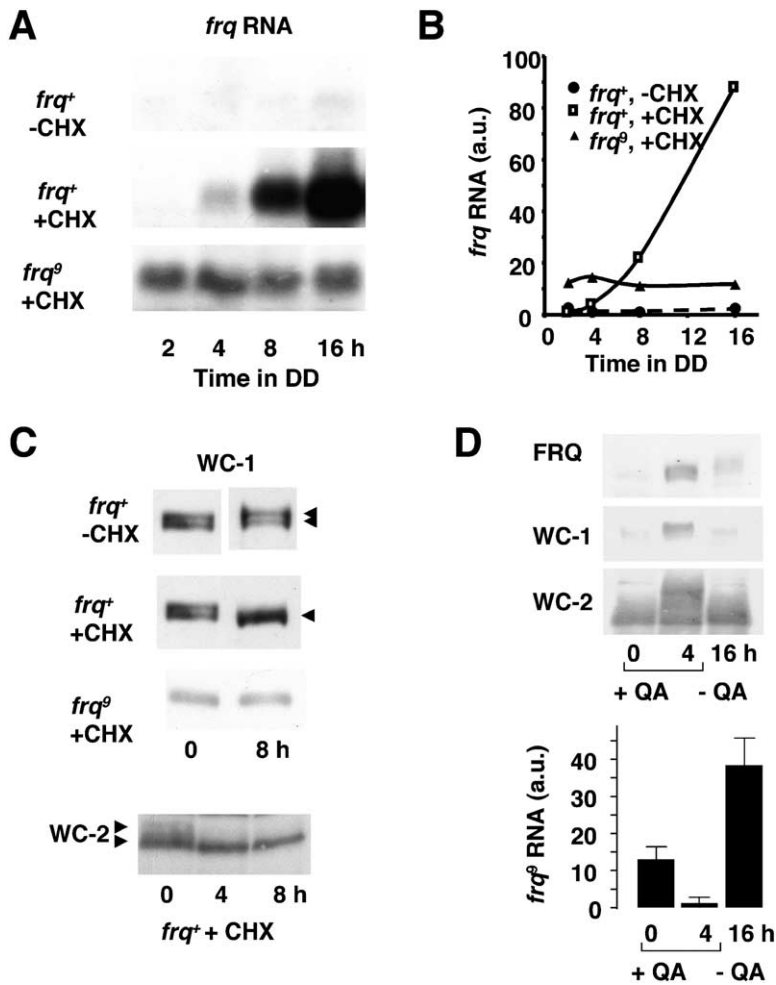 A
frq RNA
frq+
-CHX
frq+
+CHX
frq9
+CHX
2 4 8 16 h
Time in DD
B
100
80
60
40
20
0
frq RNA (a.u.)
frq+, -CHX
frq+, +CHX
frq9, +CHX
0 4 8 12 16
Time in DD
C
WC-1
frq+
-CHX
frq+
+CHX
frq9
+CHX
0 8 h
WC-2
0 4 8 h
frq+ + CHX
D
FRQ
WC-1
WC-2
0 4 16 h
+ QA - QA
40
30
20
10
0
frq9 RNA (a.u.)
0 4 16 h
+ QA - QA